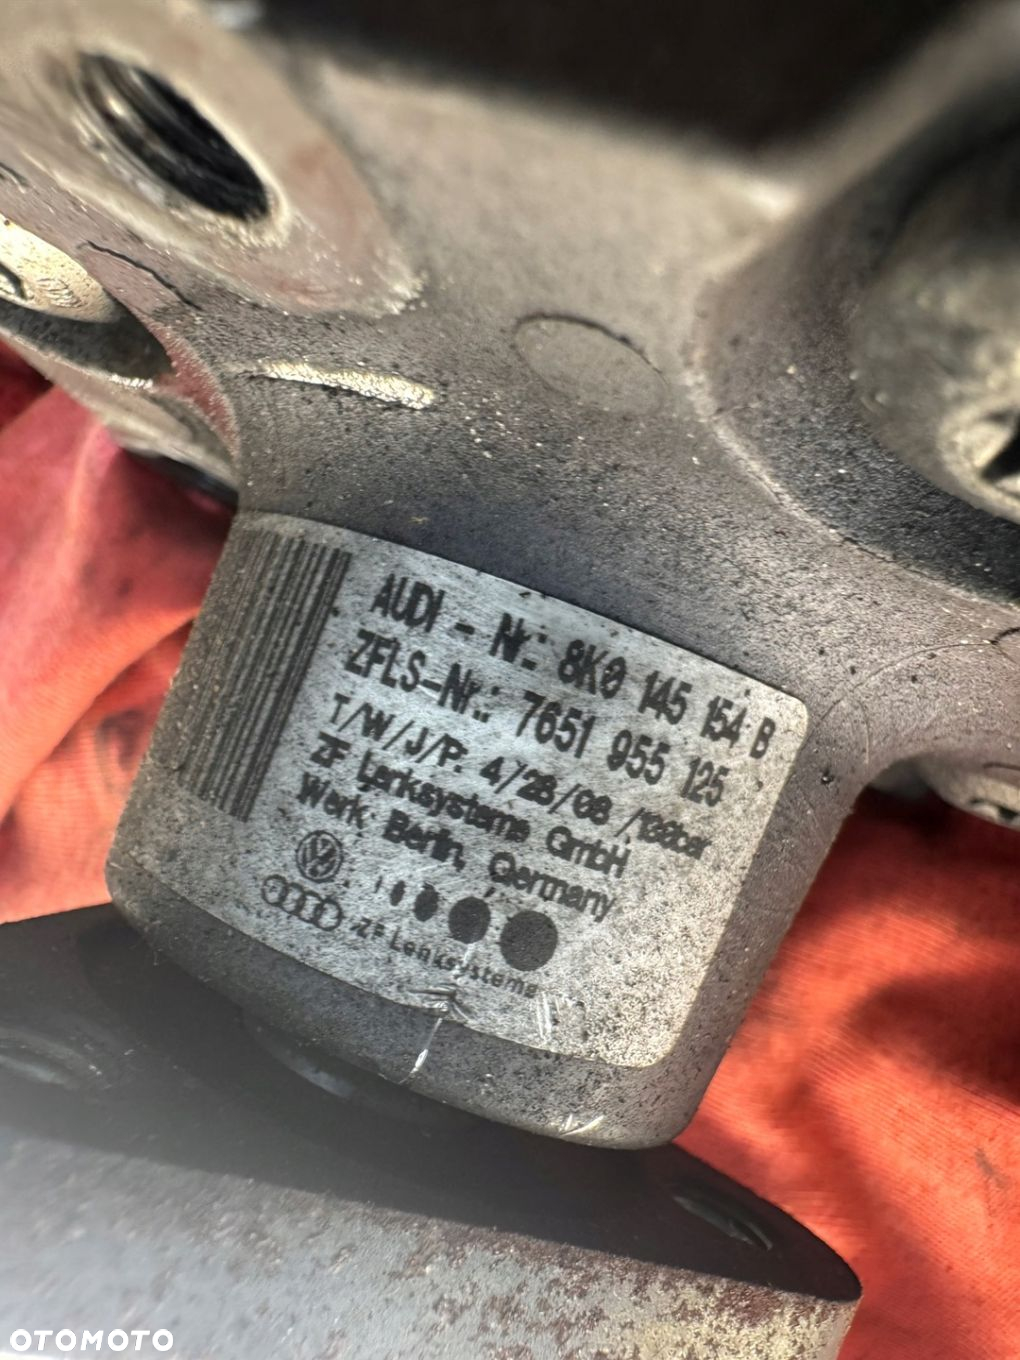 AUDI - Nr.: 8K0 145 154 B
ZFLS-Nr.: 7651 955 125
T/W/J/P: 4/28/08 /130bar
ZF Lenksysteme GmbH
Werk: Berlin, Germany
ZF Lenksysteme
OTOMOTO